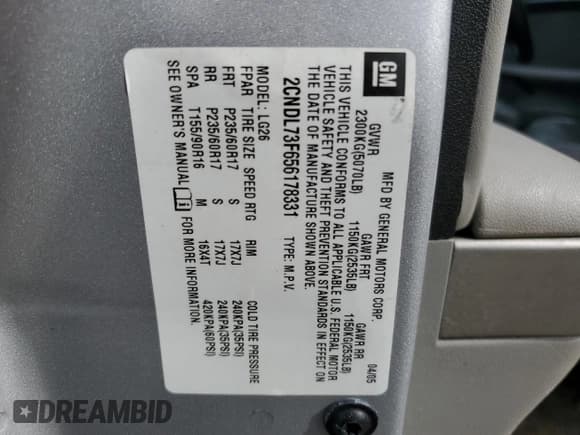 GM
MFD BY GENERAL MOTORS CORP. 04/05
GVWR GAWR FRT GAWR RR
2300KG(5070LB) 1150KG(2535LB) 1150KG(2535LB)
THIS VEHICLE CONFORMS TO ALL APPLICABLE U.S. FEDERAL MOTOR
VEHICLE SAFETY AND THEFT PREVENTION STANDARDS IN EFFECT ON
THE DATE OF MANUFACTURE SHOWN ABOVE.
2CNDL73F656178331 TYPE: M.P.V.
MODEL: LG26
FPAR TIRE SIZE SPEED RTG RIM COLD TIRE PRESSURE
FRT P235/60R17 S 17X7J 240KPA(35PSI)
RR P235/60R17 S 17X7J 240KPA(35PSI)
SPA T155/90R16 M 16X4T 420KPA(60PSI)
SEE OWNER'S MANUAL FOR MORE INFORMATION.
DREAMBID